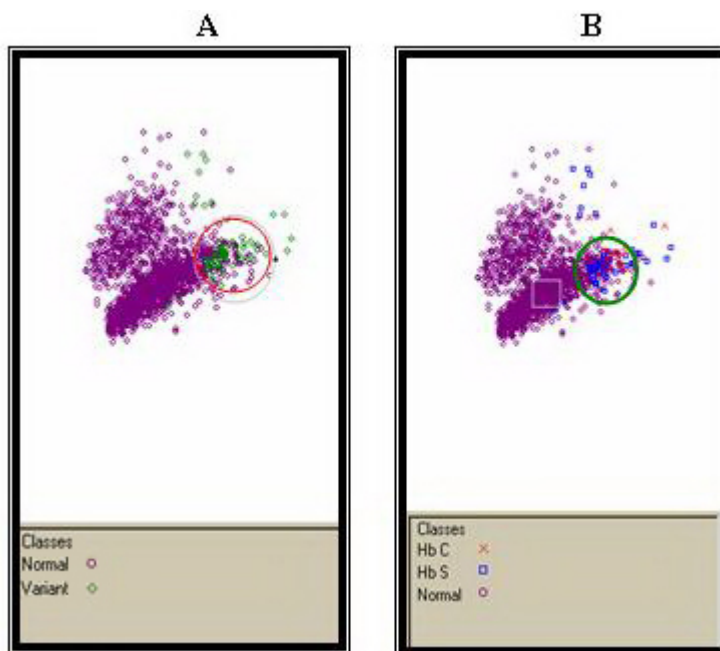 A
B
Classes
Normal
Variant
Classes
Hb C
Hb S
Normal